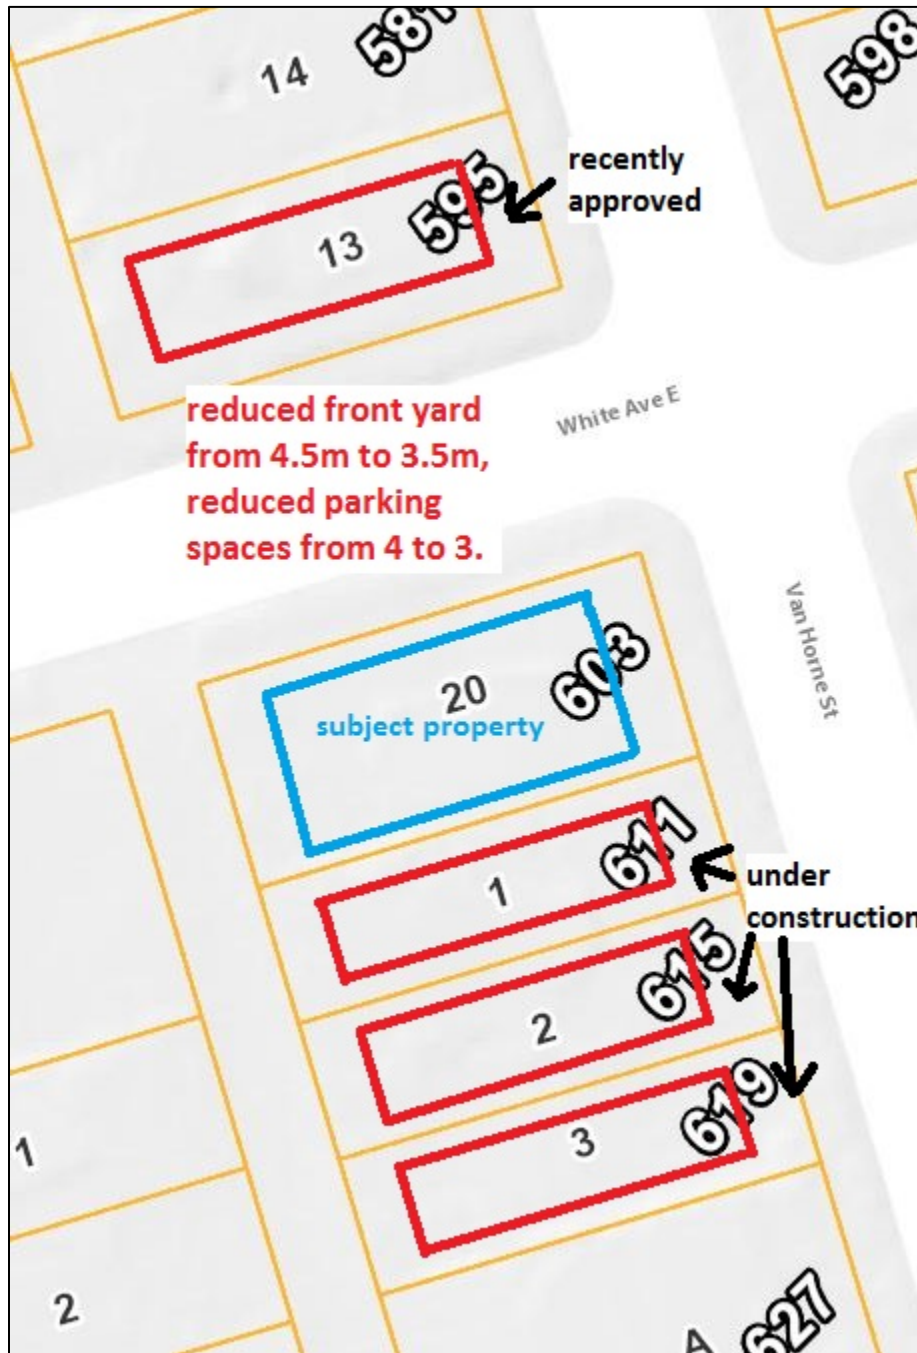 581
14
598
recently
approved
595
13
reduced front yard
from 4.5m to 3.5m,
reduced parking
spaces from 4 to 3.
White Ave E
Van Horne St
603
20
subject property
611
1
under
construction
615
2
619
3
1
2
A
627